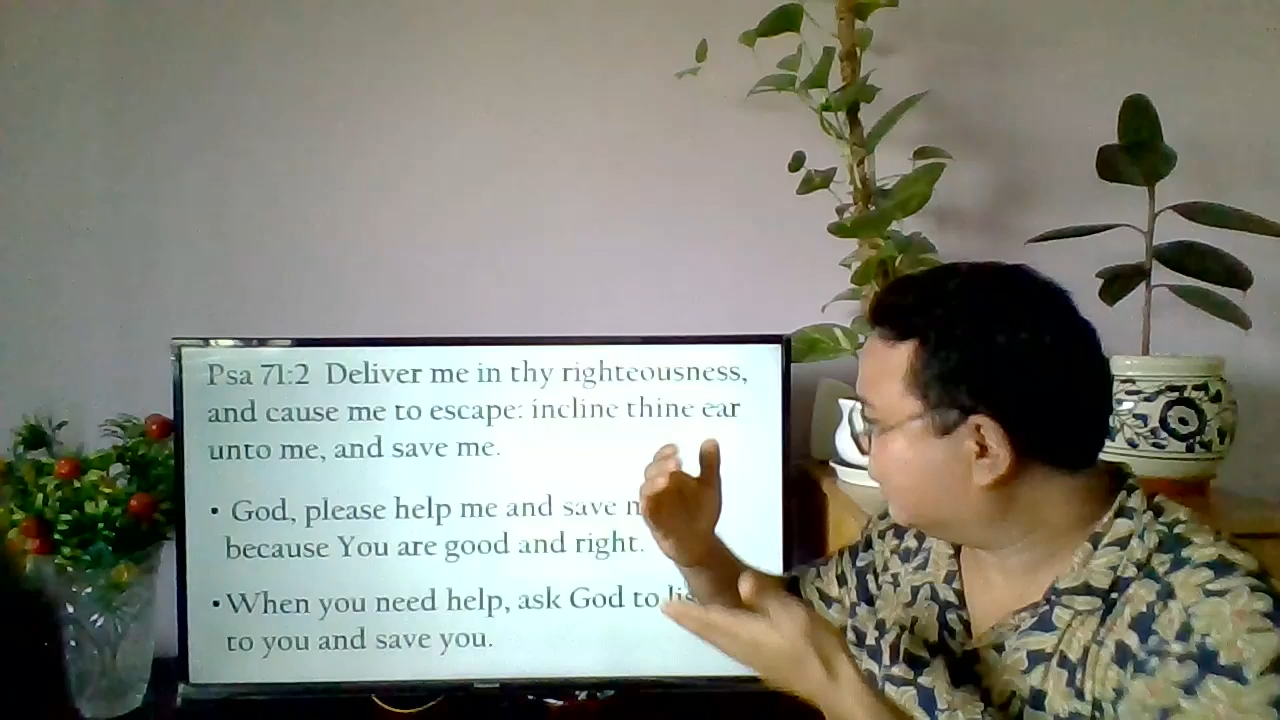 Psa 71:2 Deliver me in thy righteousness,
and cause me to escape: incline thine ear
unto me, and save me.
• God, please help me and save
because You are good and right.
• When you need help, ask God to
to you and save you.